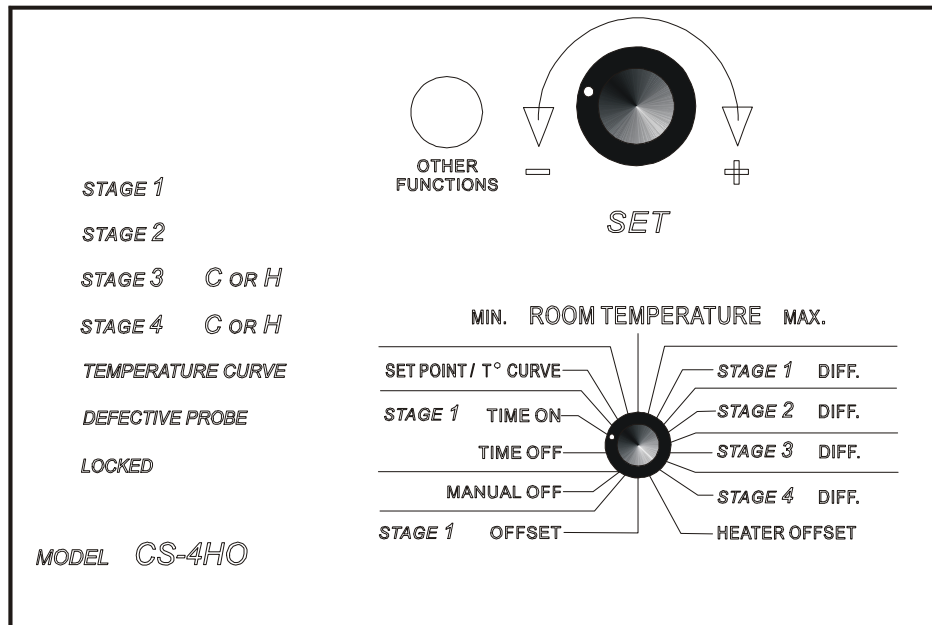 OTHER
FUNCTIONS
−
+
SET
STAGE 1
STAGE 2
STAGE 3 C OR H
STAGE 4 C OR H
TEMPERATURE CURVE
DEFECTIVE PROBE
LOCKED
MODEL CS-4HO
MIN. ROOM TEMPERATURE MAX.
SET POINT / T° CURVE
STAGE 1 TIME ON
TIME OFF
MANUAL OFF
STAGE 1 OFFSET
STAGE 1 DIFF.
STAGE 2 DIFF.
STAGE 3 DIFF.
STAGE 4 DIFF.
HEATER OFFSET